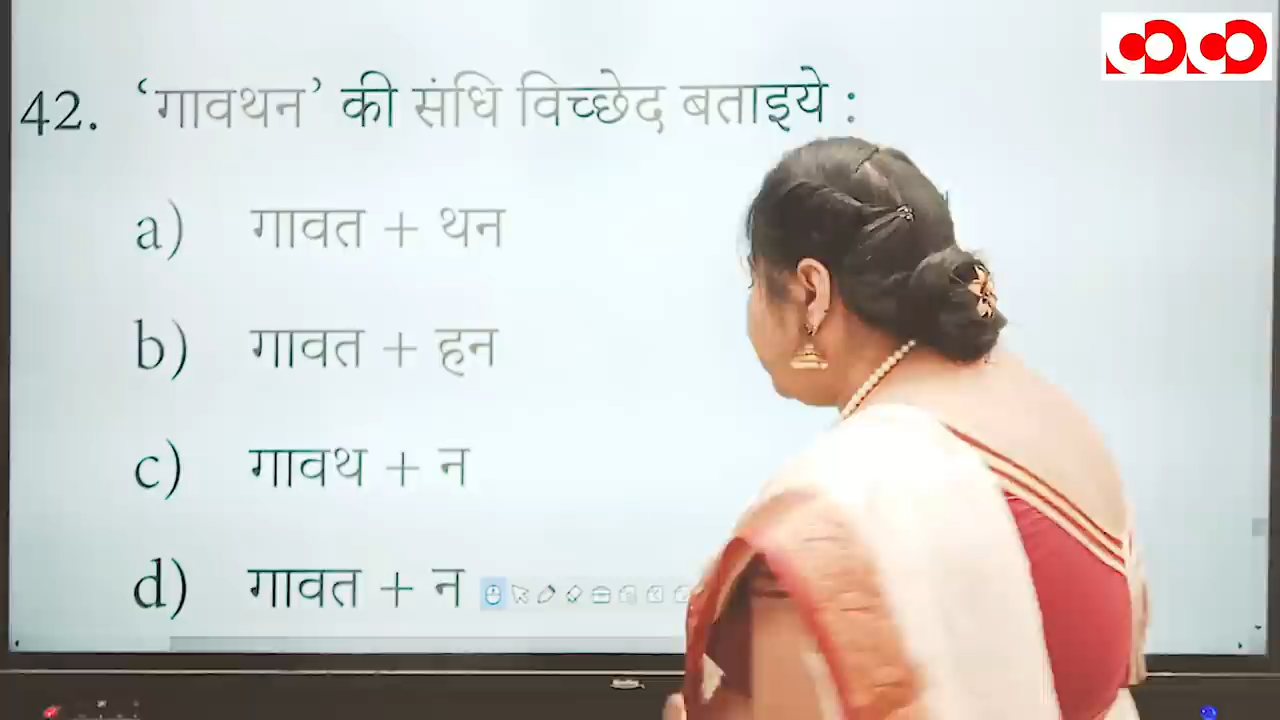 42. ‘गावथन’ की संधि विच्छेद बताइये :
a) गावत + थन
b) गावत + हन
c) गावथ + न
d) गावत + न